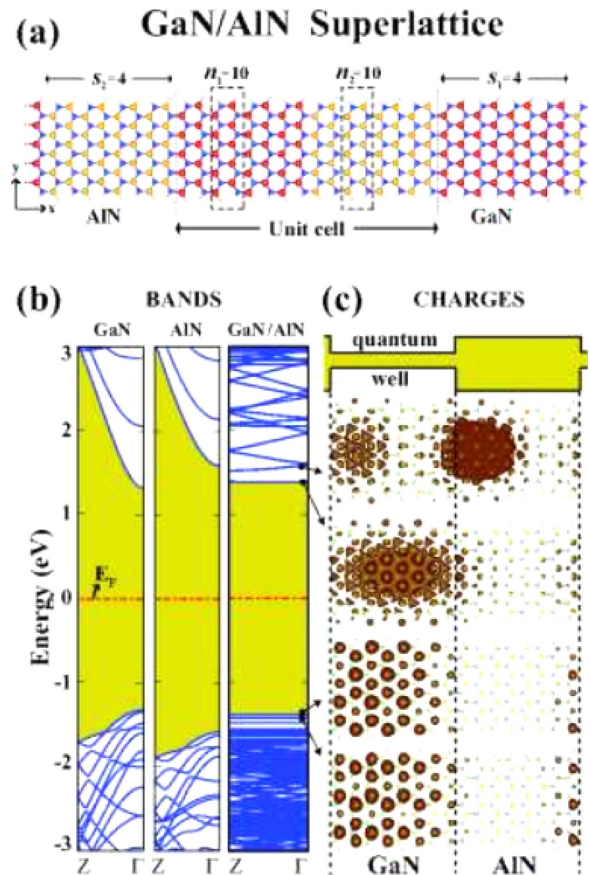 (a) GaN/AlN Superlattice
s₂=4 n₁=10 n₂=10 s₁=4
y
x
AlN Unit cell GaN
(b) BANDS (c) CHARGES
GaN AlN GaN/AlN
quantum
well
Energy (eV)
3
2
1
E_F
0
-1
-2
-3
Z Γ Z Γ Z Γ
GaN AlN